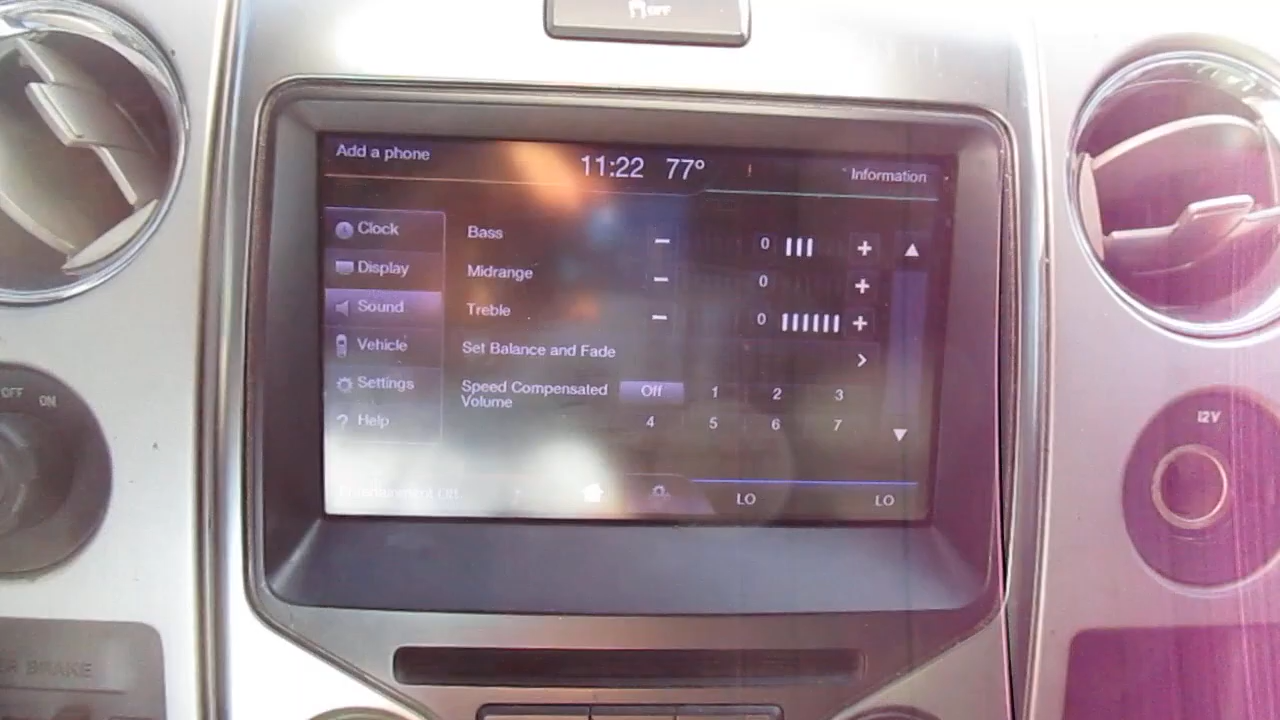 OFF
Add a phone
11:22 77°
Information
Clock
Bass
0
Display
Midrange
0
Sound
Treble
0
Vehicle
Set Balance and Fade
Settings
Speed Compensated
Volume
Off 1 2 3
Help
4 5 6 7
LO LO
OFF ON
12V
BRAKE